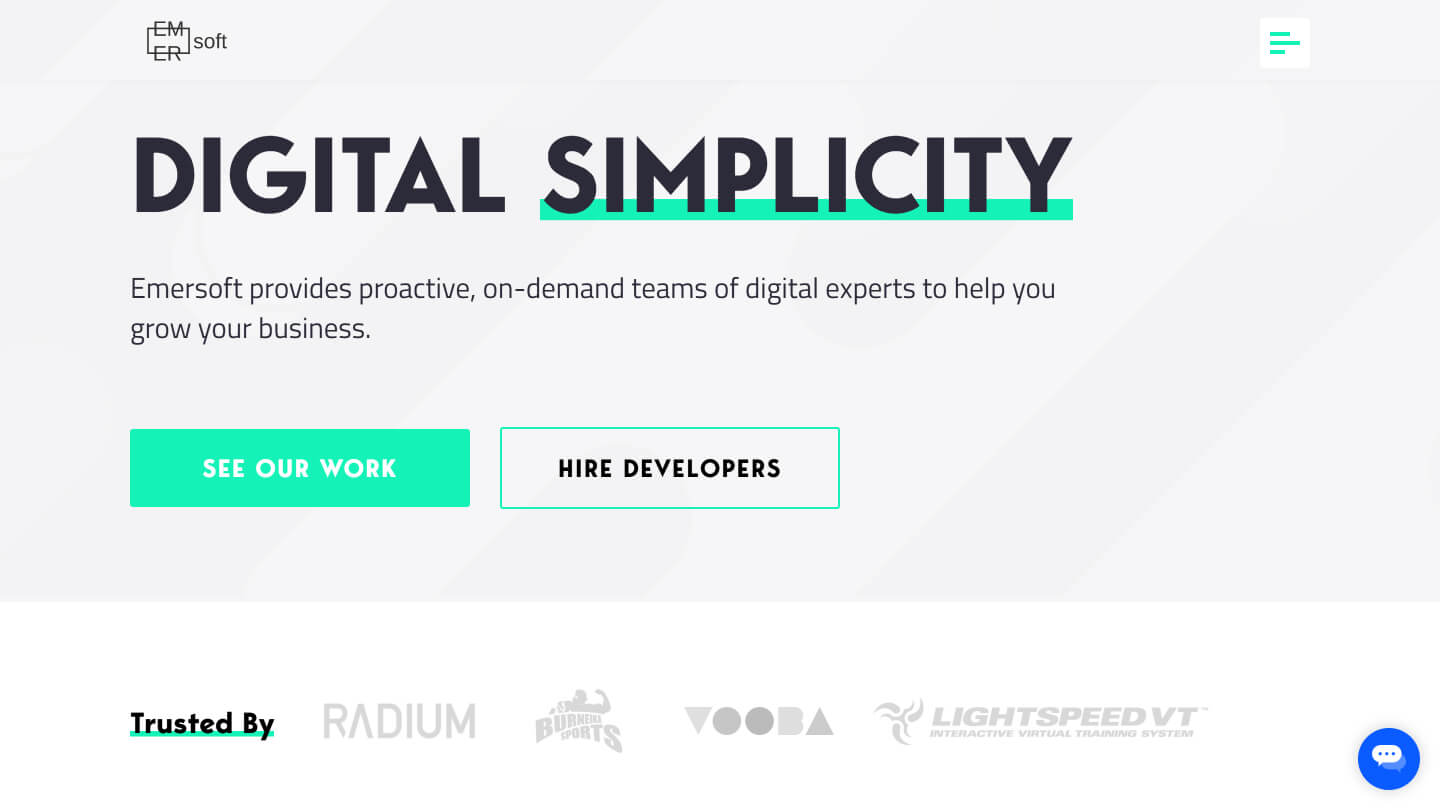 EM
ER soft
DIGITAL SIMPLICITY
Emersoft provides proactive, on-demand teams of digital experts to help you
grow your business.
SEE OUR WORK
HIRE DEVELOPERS
Trusted By
RADIUM
BURNEIKA
SPORTS
VOOBA
LIGHTSPEED VT™
INTERACTIVE VIRTUAL TRAINING SYSTEM